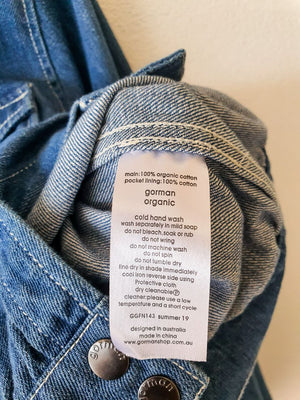 main:100% organic cotton
pocket lining:100% cotton
gorman
organic
cold hand wash
wash separately in mild soap
do not bleach, soak or rub
do not wring
do not machine wash
do not spin
do not tumble dry
line dry in shade immediately
cool iron reverse side using
Protective cloth
dry cleanable Ⓟ
cleaner:please use a low
temperature and a short cycle
GGFN143 summer 19
designed in australia
made in china
www.gormanshop.com.au
gorman
man